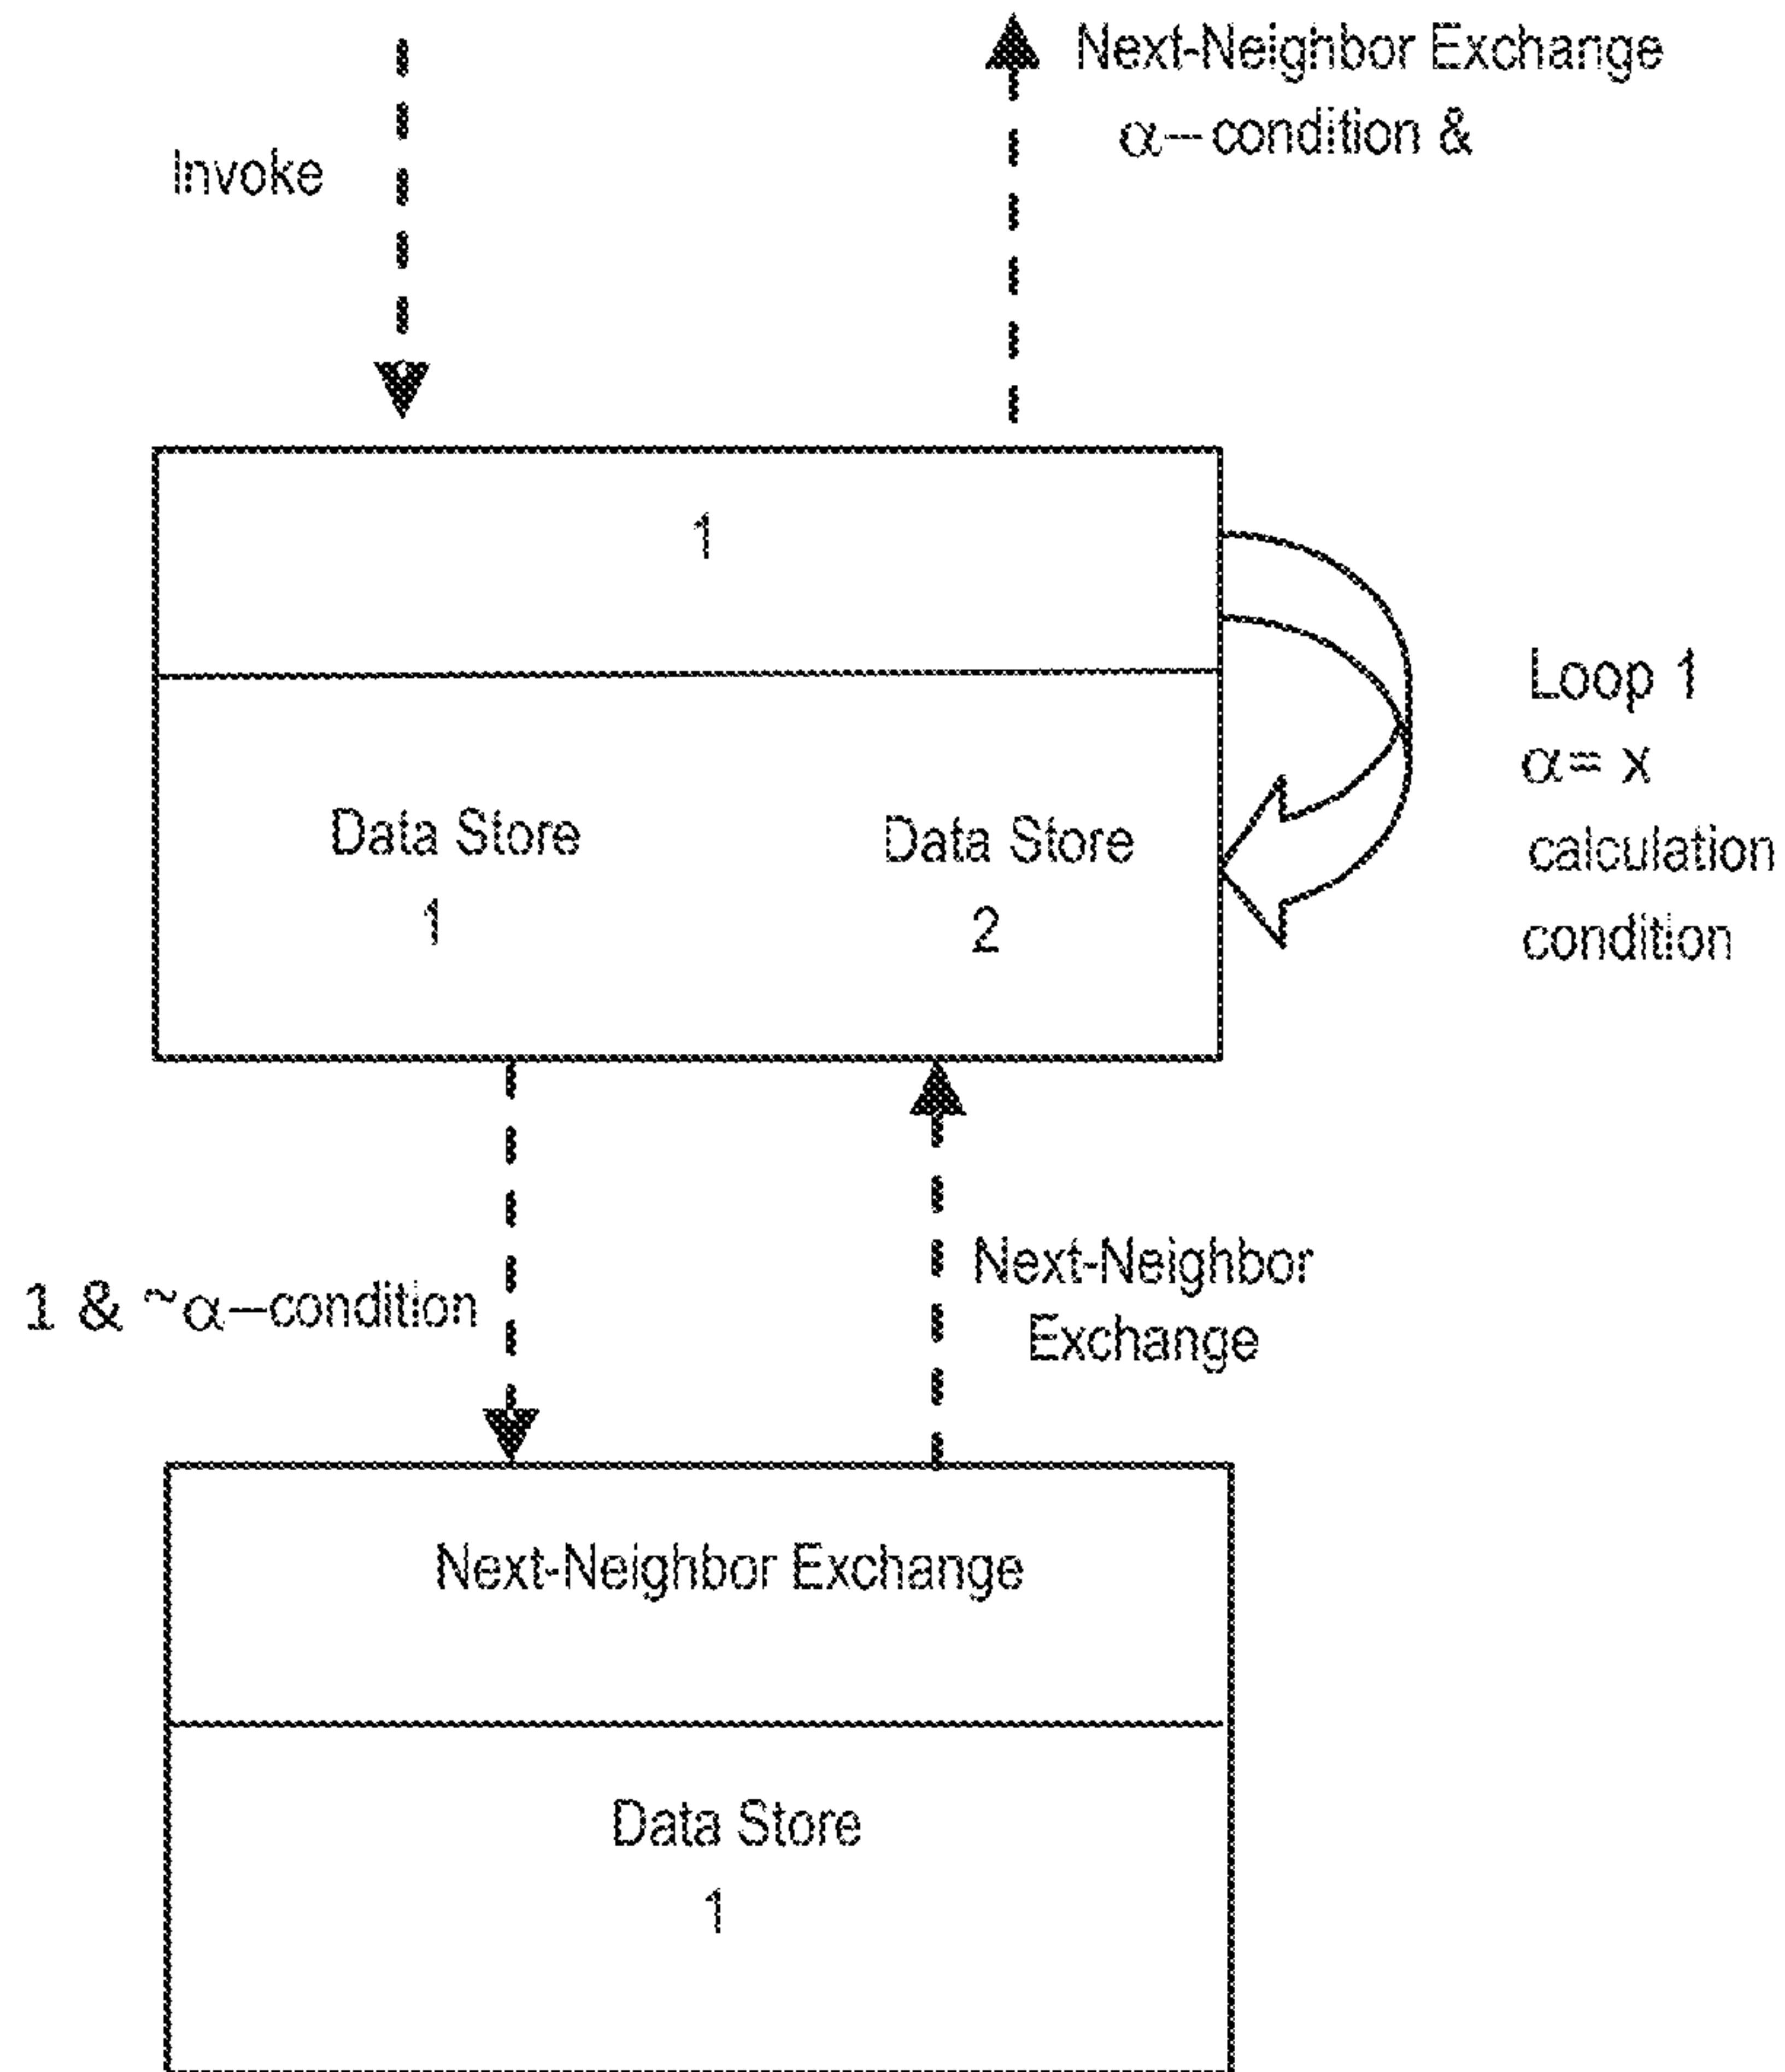 Next-Neighbor Exchange
α—condition &
Invoke
1
Loop 1
α= x
calculation
condition
Data Store
1
Data Store
2
1 & ~α—condition
Next-Neighbor
Exchange
Next-Neighbor Exchange
Data Store
1